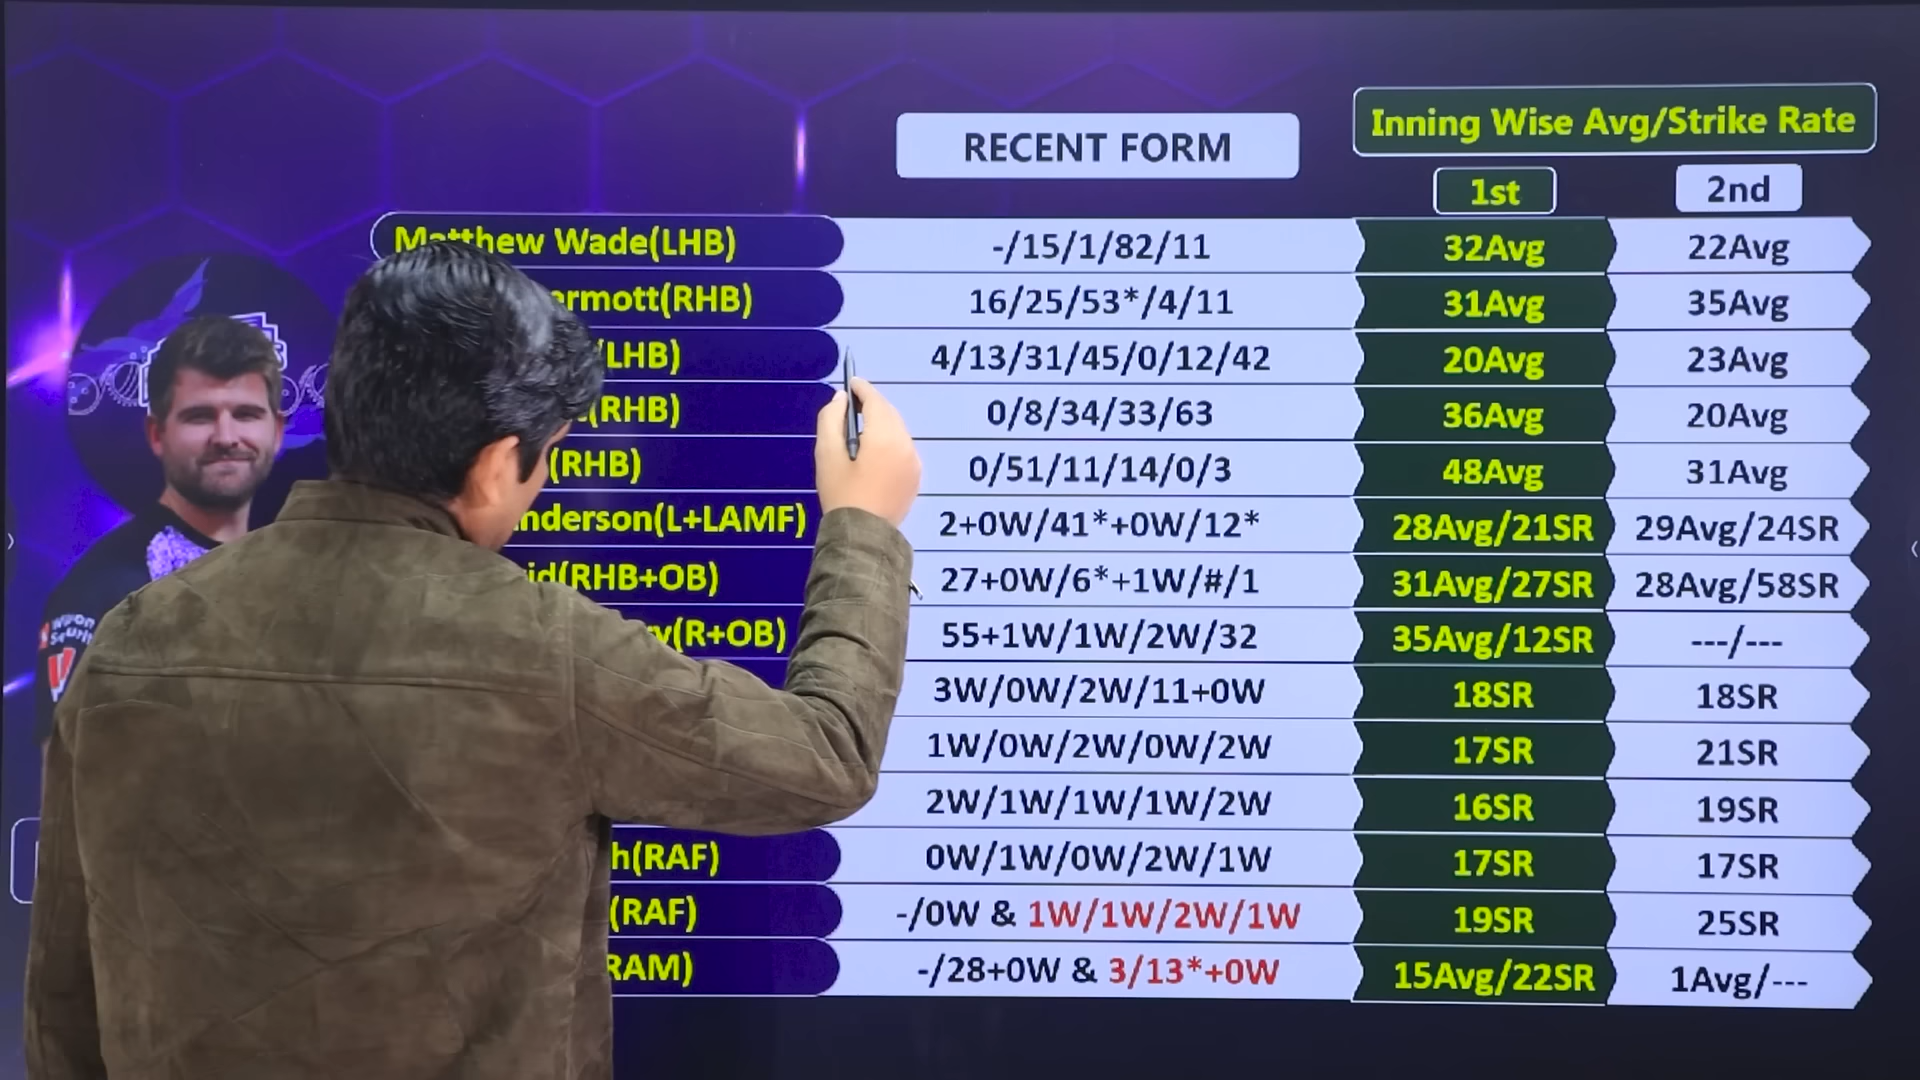 Inning Wise Avg/Strike Rate
RECENT FORM
1st 2nd
Matthew Wade(LHB) -/15/1/82/11 32Avg 22Avg
ermott(RHB) 16/25/53*/4/11 31Avg 35Avg
(LHB) 4/13/31/45/0/12/42 20Avg 23Avg
(RHB) 0/8/34/33/63 36Avg 20Avg
(RHB) 0/51/11/14/0/3 48Avg 31Avg
nderson(L+LAMF) 2+0W/41*+0W/12* 28Avg/21SR 29Avg/24SR
id(RHB+OB) 27+0W/6*+1W/#/1 31Avg/27SR 28Avg/58SR
(R+OB) 55+1W/1W/2W/32 35Avg/12SR ---/---
3W/0W/2W/11+0W 18SR 18SR
1W/0W/2W/0W/2W 17SR 21SR
2W/1W/1W/1W/2W 16SR 19SR
h(RAF) 0W/1W/0W/2W/1W 17SR 17SR
(RAF) -/0W & 1W/1W/2W/1W 19SR 25SR
RAM) -/28+0W & 3/13*+0W 15Avg/22SR 1Avg/---